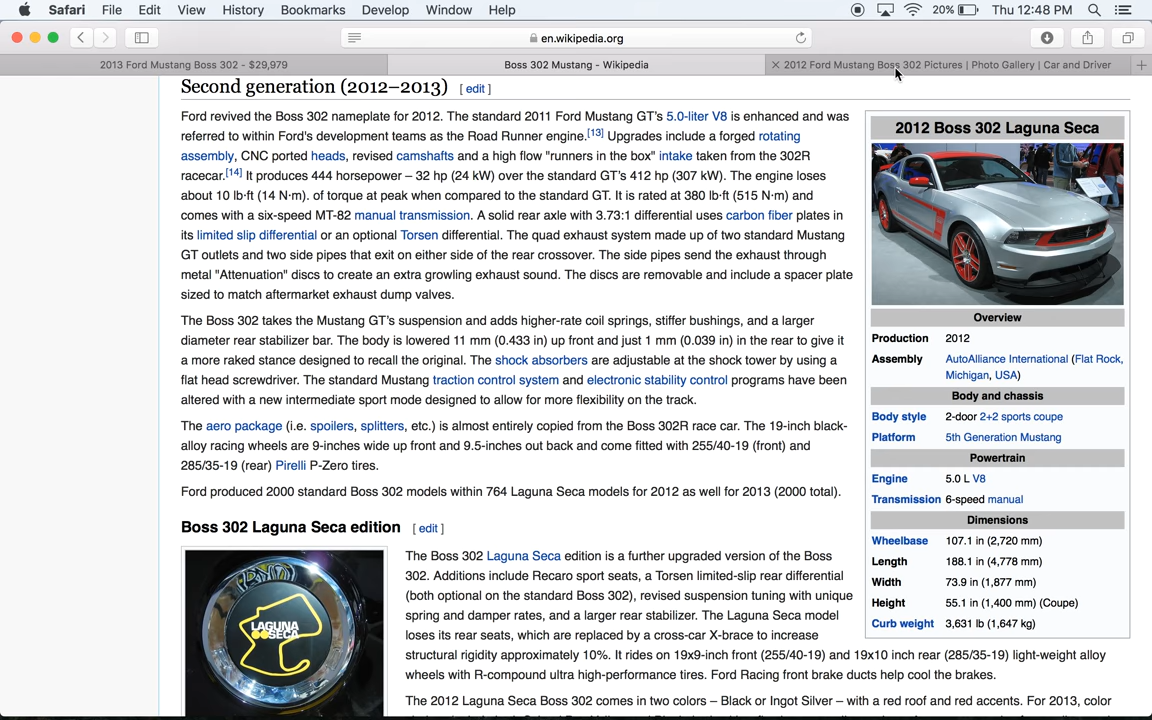 Safari File Edit View History Bookmarks Develop Window Help 20% Thu 12:48 PM
en.wikipedia.org
2013 Ford Mustang Boss 302 - $29,979
Boss 302 Mustang - Wikipedia
2012 Ford Mustang Boss 302 Pictures | Photo Gallery | Car and Driver
Second generation (2012–2013) [ edit ]
Ford revived the Boss 302 nameplate for 2012. The standard 2011 Ford Mustang GT's 5.0-liter V8 is enhanced and was
referred to within Ford's development teams as the Road Runner engine.[13] Upgrades include a forged rotating
assembly, CNC ported heads, revised camshafts and a high flow "runners in the box" intake taken from the 302R
racecar.[14] It produces 444 horsepower – 32 hp (24 kW) over the standard GT's 412 hp (307 kW). The engine loses
about 10 lb·ft (14 N·m). of torque at peak when compared to the standard GT. It is rated at 380 lb·ft (515 N·m) and
comes with a six-speed MT-82 manual transmission. A solid rear axle with 3.73:1 differential uses carbon fiber plates in
its limited slip differential or an optional Torsen differential. The quad exhaust system made up of two standard Mustang
GT outlets and two side pipes that exit on either side of the rear crossover. The side pipes send the exhaust through
metal "Attenuation" discs to create an extra growling exhaust sound. The discs are removable and include a spacer plate
sized to match aftermarket exhaust dump valves.
The Boss 302 takes the Mustang GT's suspension and adds higher-rate coil springs, stiffer bushings, and a larger
diameter rear stabilizer bar. The body is lowered 11 mm (0.433 in) up front and just 1 mm (0.039 in) in the rear to give it
a more raked stance designed to recall the original. The shock absorbers are adjustable at the shock tower by using a
flat head screwdriver. The standard Mustang traction control system and electronic stability control programs have been
altered with a new intermediate sport mode designed to allow for more flexibility on the track.
The aero package (i.e. spoilers, splitters, etc.) is almost entirely copied from the Boss 302R race car. The 19-inch black-
alloy racing wheels are 9-inches wide up front and 9.5-inches out back and come fitted with 255/40-19 (front) and
285/35-19 (rear) Pirelli P-Zero tires.
Ford produced 2000 standard Boss 302 models within 764 Laguna Seca models for 2012 as well for 2013 (2000 total).
2012 Boss 302 Laguna Seca
Overview
Production 2012
Assembly AutoAlliance International (Flat Rock,
Michigan, USA)
Body and chassis
Body style 2-door 2+2 sports coupe
Platform 5th Generation Mustang
Powertrain
Engine 5.0 L V8
Transmission 6-speed manual
Dimensions
Wheelbase 107.1 in (2,720 mm)
Length 188.1 in (4,778 mm)
Width 73.9 in (1,877 mm)
Height 55.1 in (1,400 mm) (Coupe)
Curb weight 3,631 lb (1,647 kg)
Boss 302 Laguna Seca edition [ edit ]
LAGUNA
SECA
The Boss 302 Laguna Seca edition is a further upgraded version of the Boss
302. Additions include Recaro sport seats, a Torsen limited-slip rear differential
(both optional on the standard Boss 302), revised suspension tuning with unique
spring and damper rates, and a larger rear stabilizer. The Laguna Seca model
loses its rear seats, which are replaced by a cross-car X-brace to increase
structural rigidity approximately 10%. It rides on 19x9-inch front (255/40-19) and 19x10 inch rear (285/35-19) light-weight alloy
wheels with R-compound ultra high-performance tires. Ford Racing front brake ducts help cool the brakes.
The 2012 Laguna Seca Boss 302 comes in two colors – Black or Ingot Silver – with a red roof and red accents. For 2013, color